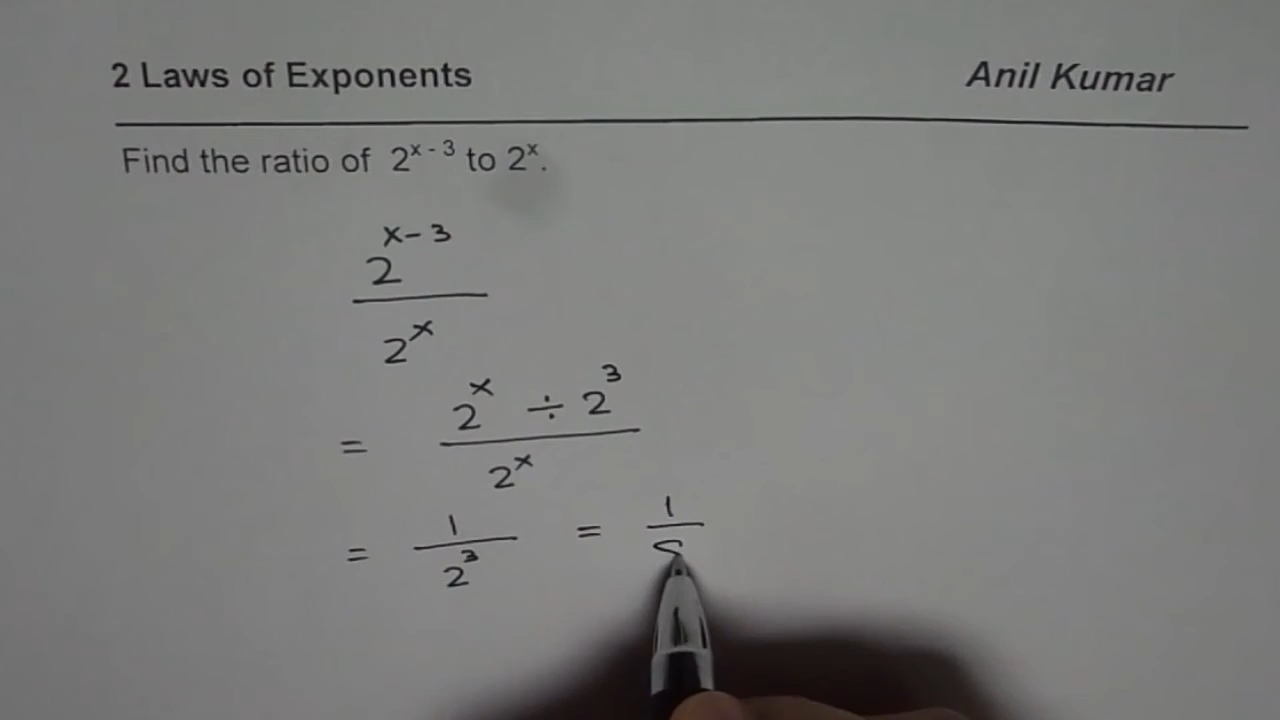 2 Laws of Exponents Anil Kumar
Find the ratio of 2^(x - 3) to 2^x.
2^(x-3)
/ 2^x
= (2^x ÷ 2^3) / 2^x
= 1 / 2^3 = 1 /